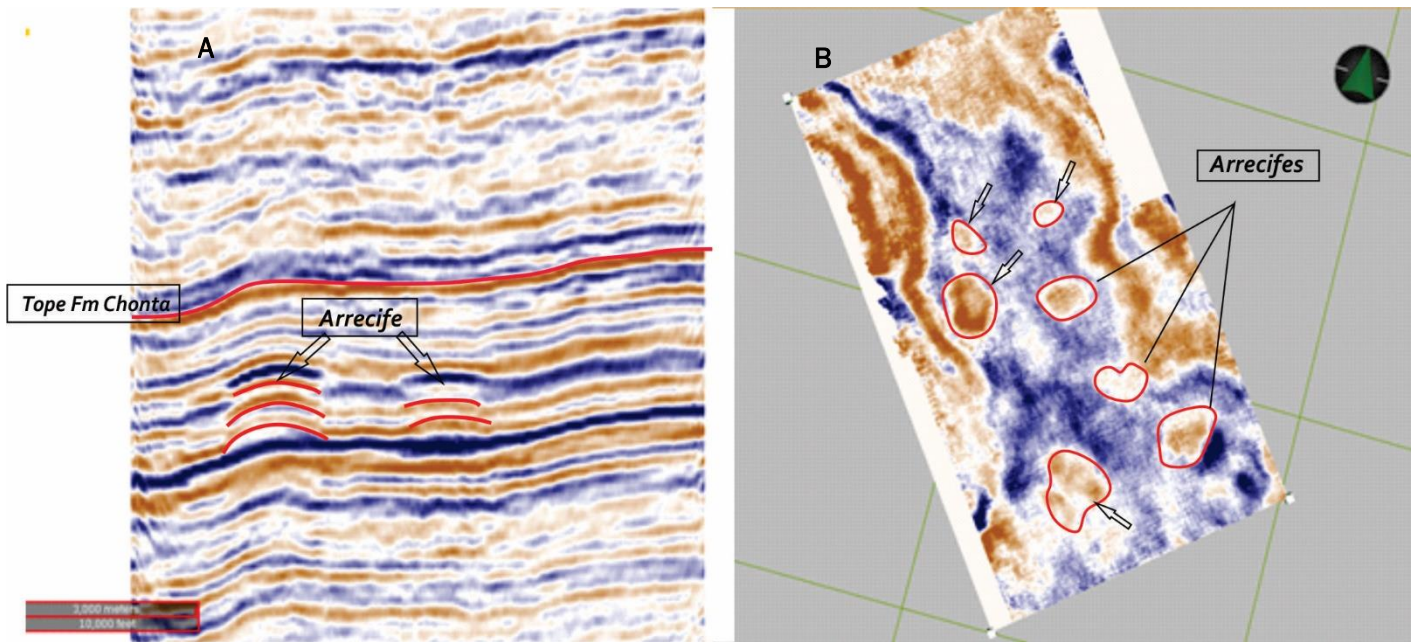 A
B
Arrecifes
Tope Fm Chonta
Arrecife
3,000 meters
10,000 feet